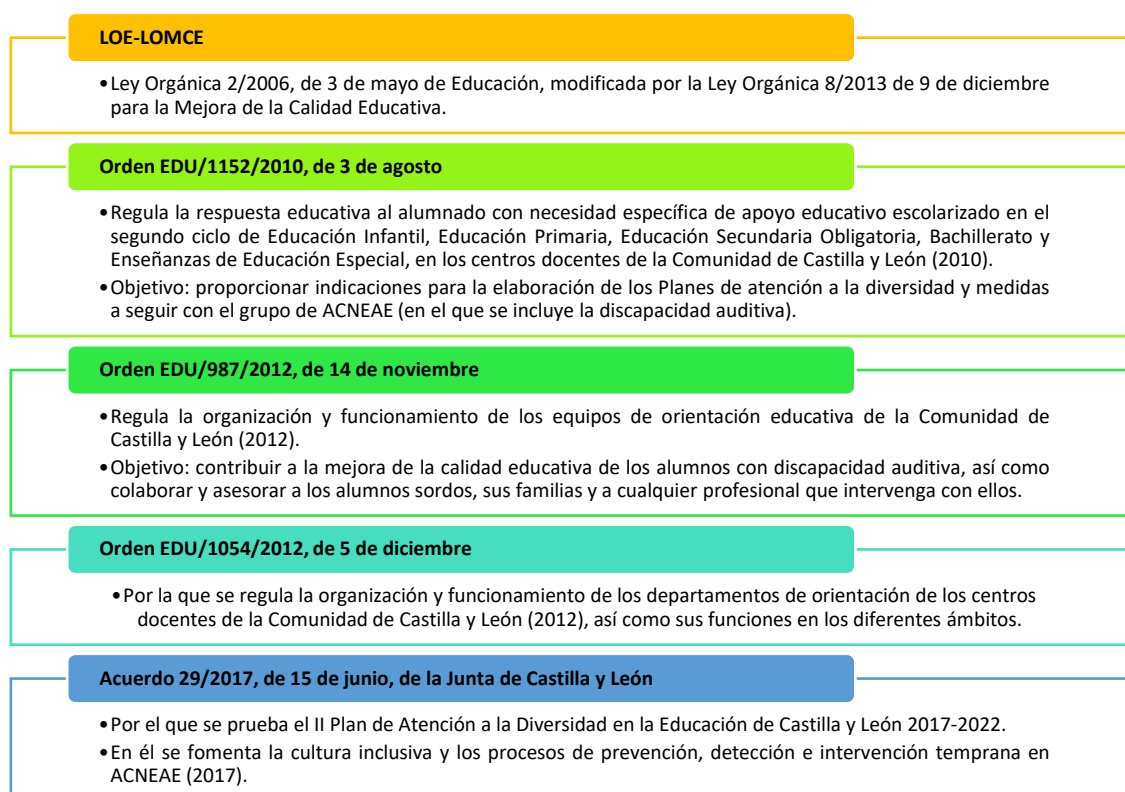 LOE-LOMCE
•Ley Orgánica 2/2006, de 3 de mayo de Educación, modificada por la Ley Orgánica 8/2013 de 9 de diciembre
para la Mejora de la Calidad Educativa.
Orden EDU/1152/2010, de 3 de agosto
•Regula la respuesta educativa al alumnado con necesidad específica de apoyo educativo escolarizado en el
segundo ciclo de Educación Infantil, Educación Primaria, Educación Secundaria Obligatoria, Bachillerato y
Enseñanzas de Educación Especial, en los centros docentes de la Comunidad de Castilla y León (2010).
•Objetivo: proporcionar indicaciones para la elaboración de los Planes de atención a la diversidad y medidas
a seguir con el grupo de ACNEAE (en el que se incluye la discapacidad auditiva).
Orden EDU/987/2012, de 14 de noviembre
•Regula la organización y funcionamiento de los equipos de orientación educativa de la Comunidad de
Castilla y León (2012).
•Objetivo: contribuir a la mejora de la calidad educativa de los alumnos con discapacidad auditiva, así como
colaborar y asesorar a los alumnos sordos, sus familias y a cualquier profesional que intervenga con ellos.
Orden EDU/1054/2012, de 5 de diciembre
•Por la que se regula la organización y funcionamiento de los departamentos de orientación de los centros
docentes de la Comunidad de Castilla y León (2012), así como sus funciones en los diferentes ámbitos.
Acuerdo 29/2017, de 15 de junio, de la Junta de Castilla y León
•Por el que se prueba el II Plan de Atención a la Diversidad en la Educación de Castilla y León 2017-2022.
•En él se fomenta la cultura inclusiva y los procesos de prevención, detección e intervención temprana en
ACNEAE (2017).